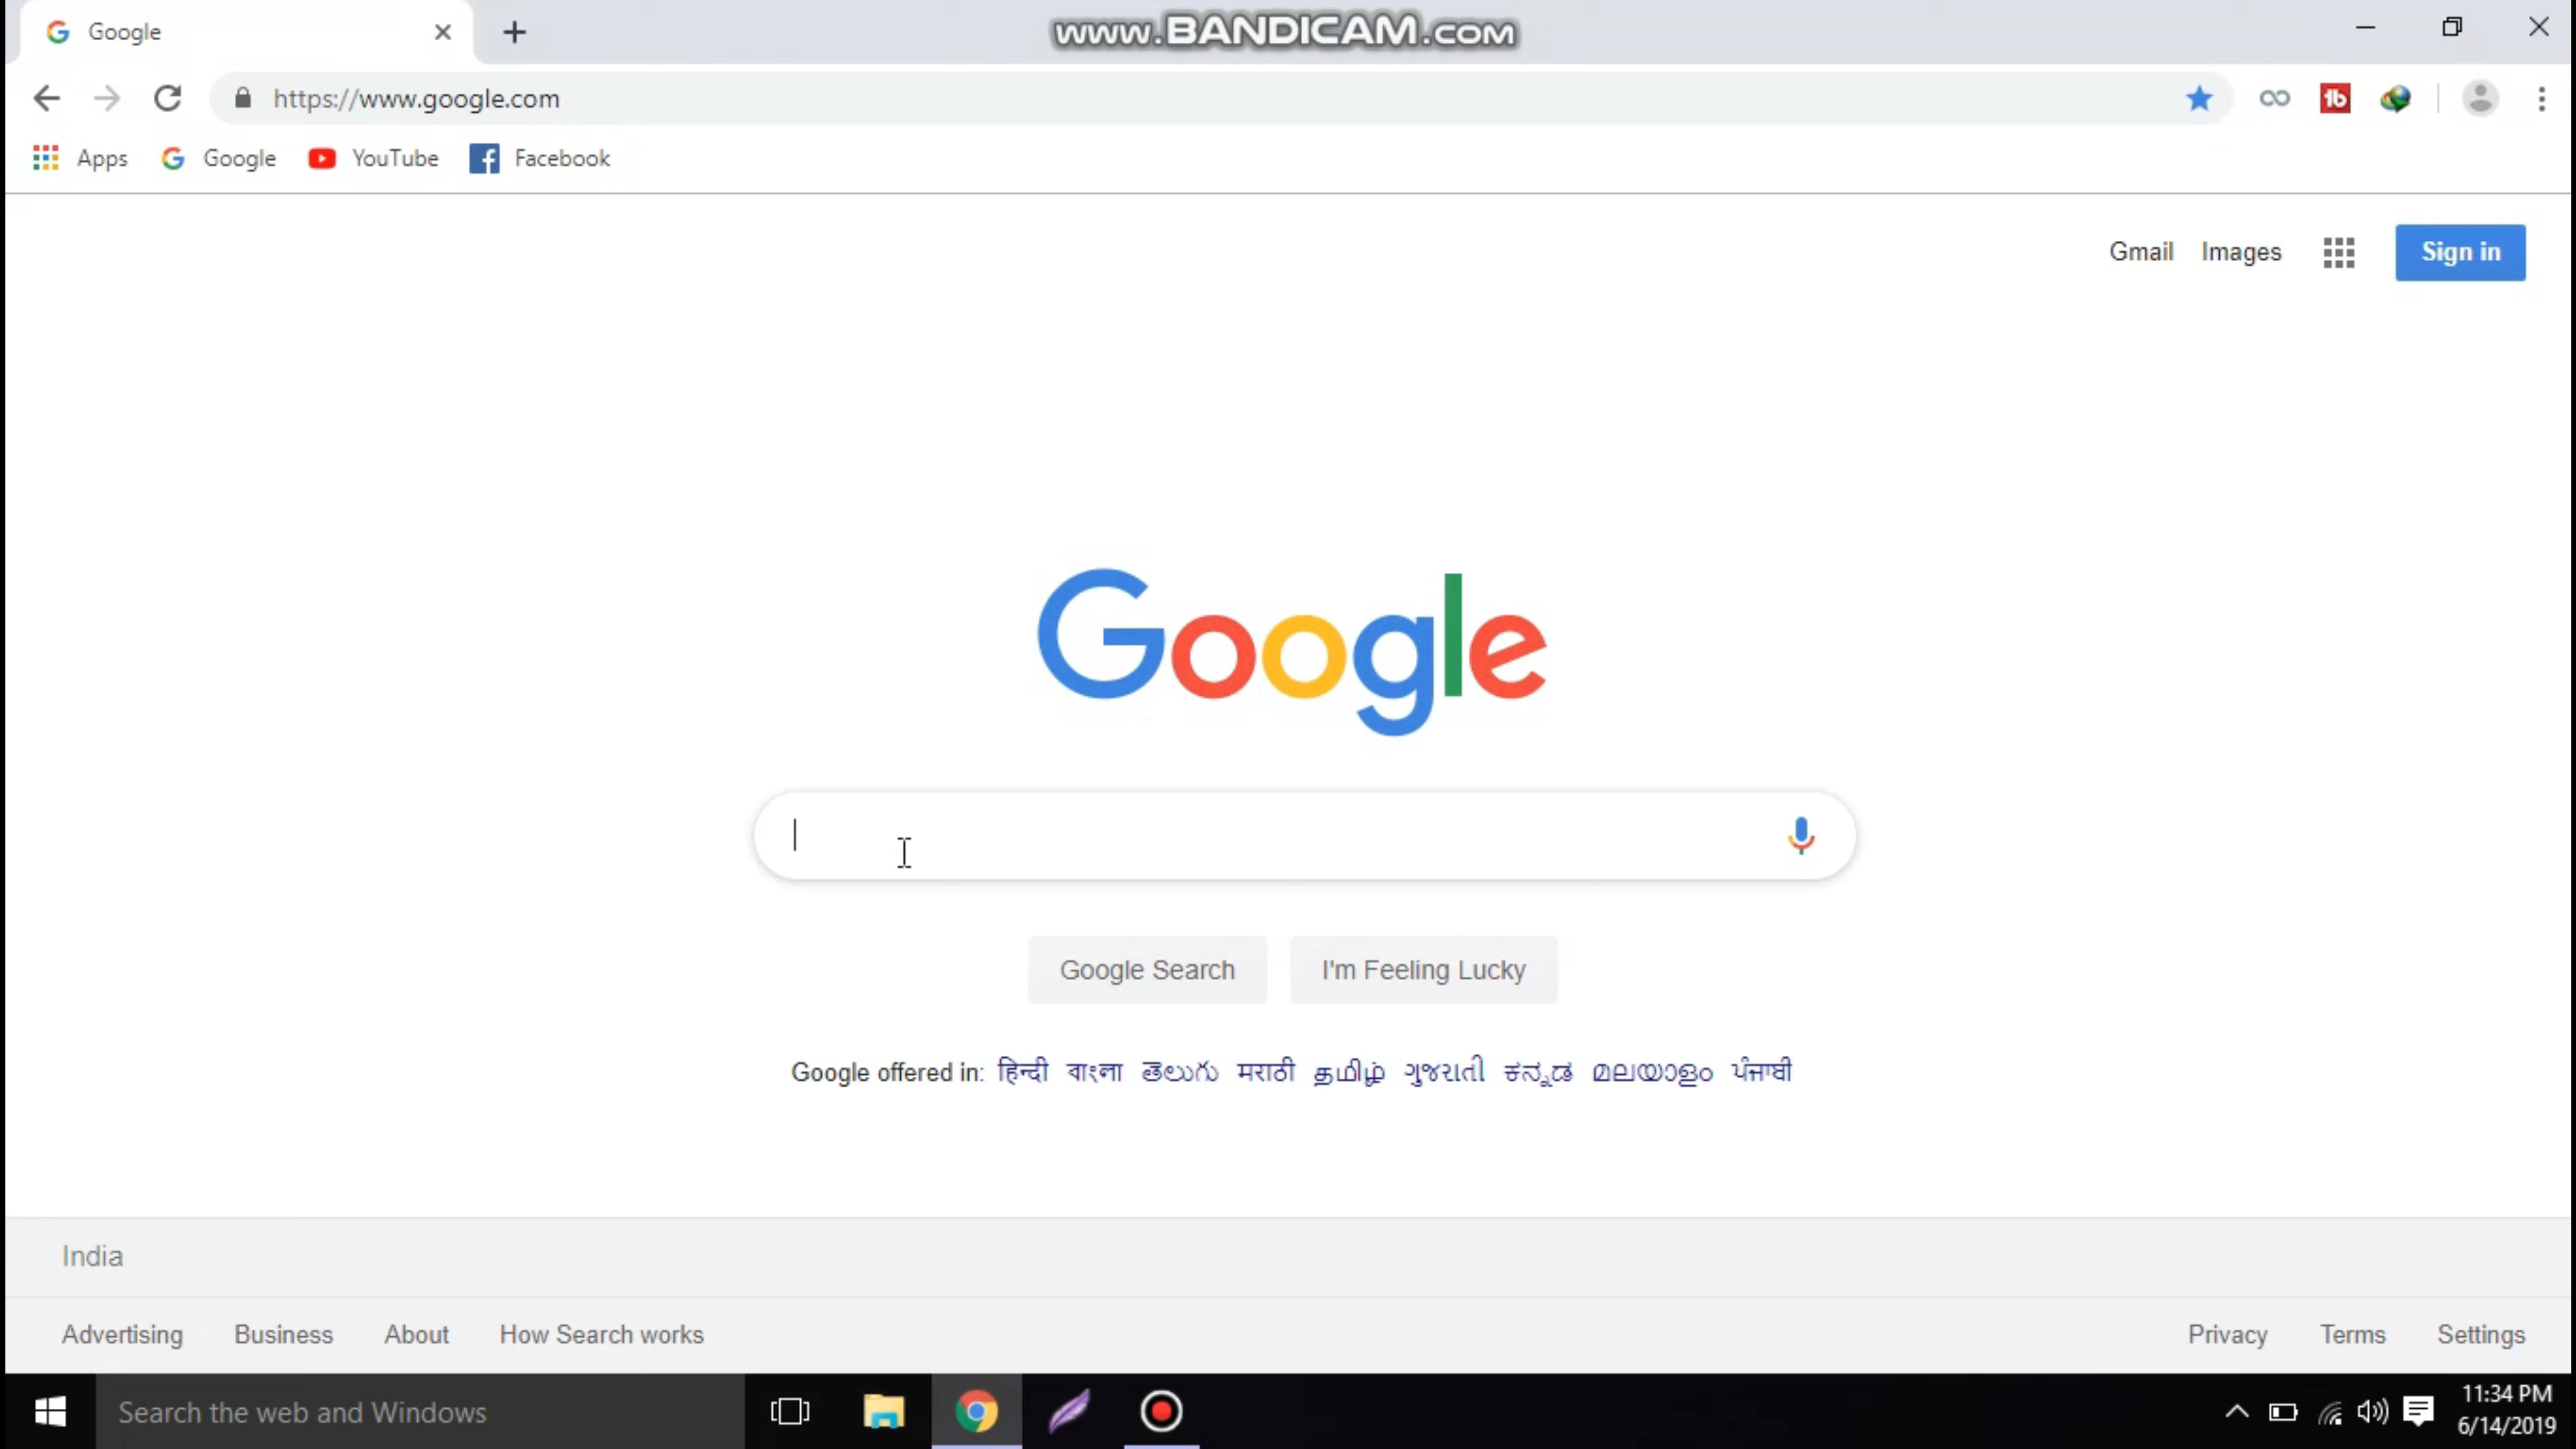 Google
www.BANDICAM.com
https://www.google.com
Apps Google YouTube Facebook
Gmail Images Sign in
Google
Google Search I'm Feeling Lucky
Google offered in: हिन्दी বাংলা తెలుగు मराठी தமிழ் ગુજરાતી ಕನ್ನಡ മലയാളം ਪੰਜਾਬੀ
India
Advertising Business About How Search works Privacy Terms Settings
Search the web and Windows
11:34 PM
6/14/2019